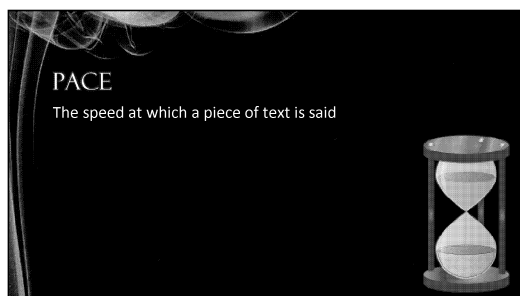 PACE
The speed at which a piece of text is said